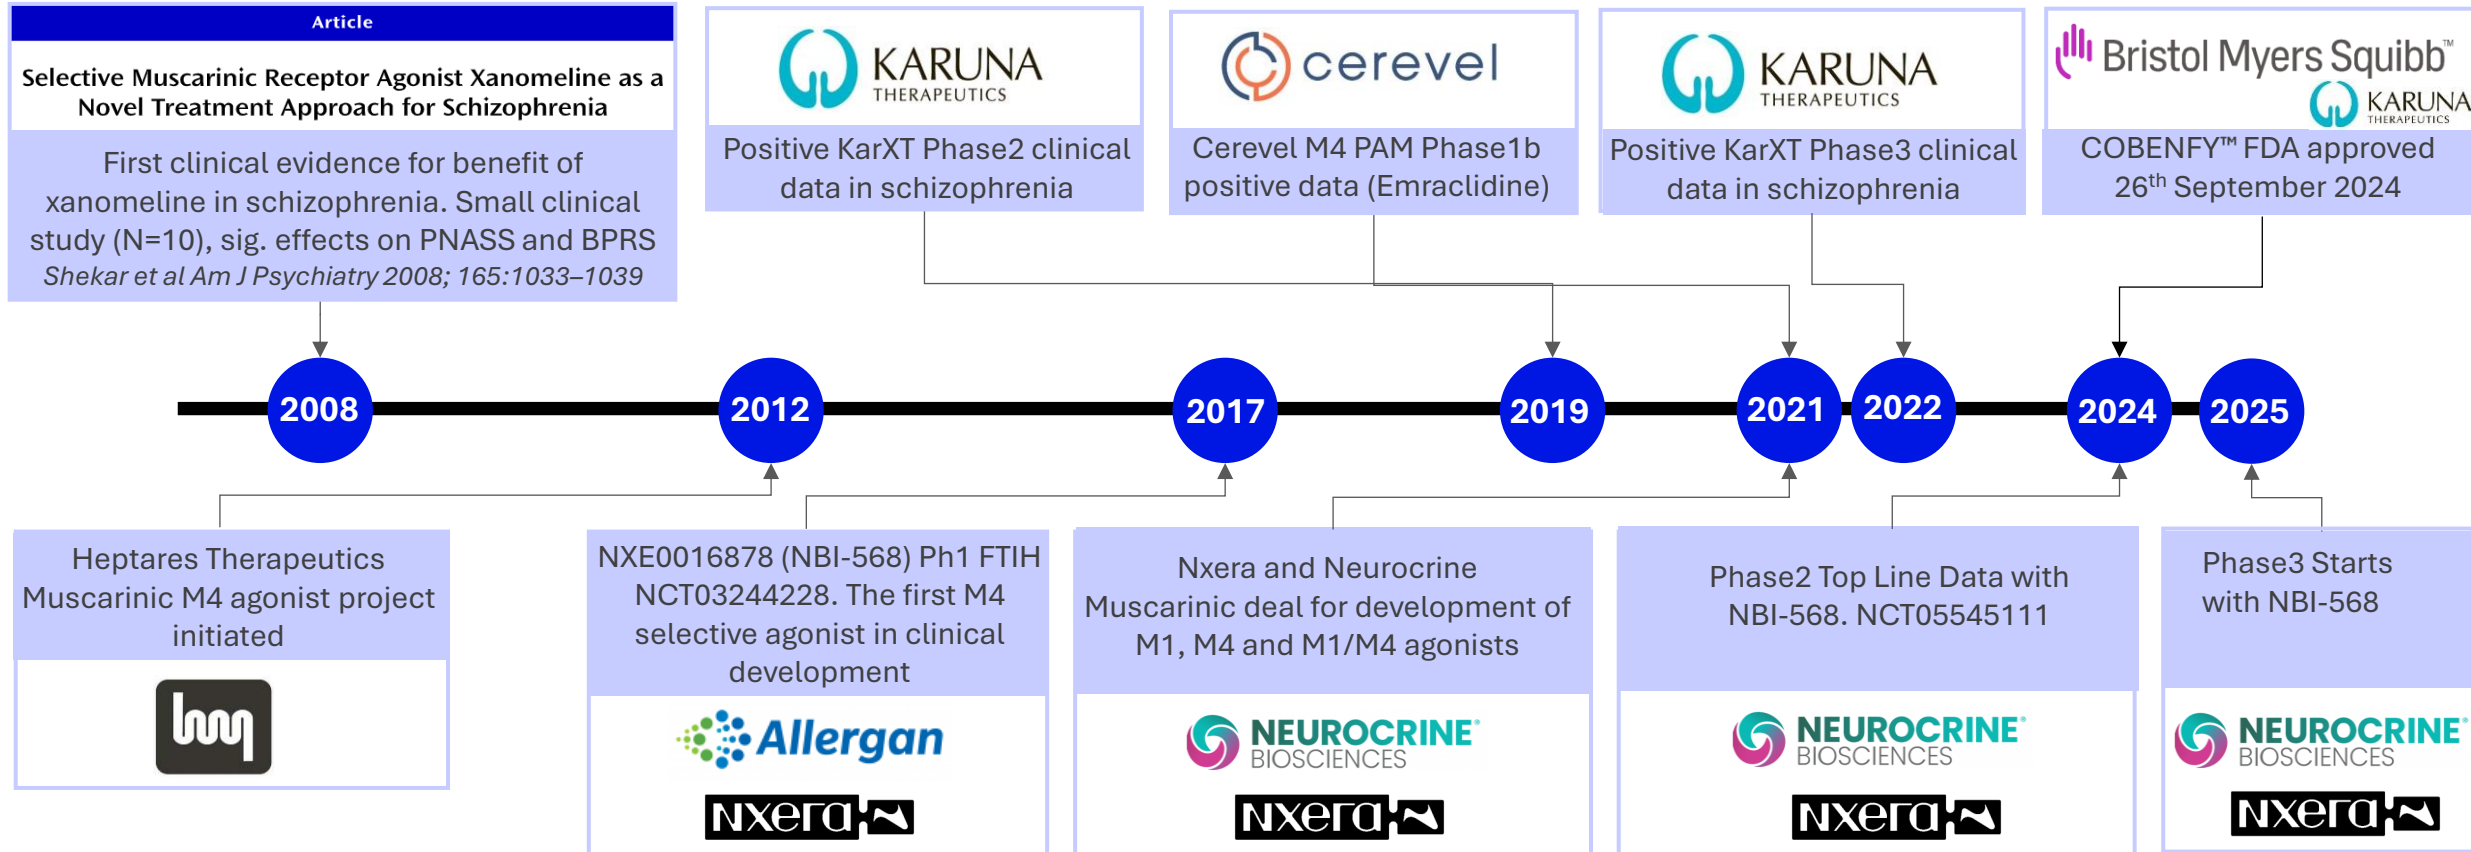 Article
Selective Muscarinic Receptor Agonist Xanomeline as a
Novel Treatment Approach for Schizophrenia
First clinical evidence for benefit of
xanomeline in schizophrenia. Small clinical
study (N=10), sig. effects on PNASS and BPRS
Shekar et al Am J Psychiatry 2008; 165:1033–1039
KARUNA
THERAPEUTICS
Positive KarXT Phase2 clinical
data in schizophrenia
cerevel
Cerevel M4 PAM Phase1b
positive data (Emraclidine)
KARUNA
THERAPEUTICS
Positive KarXT Phase3 clinical
data in schizophrenia
Bristol Myers Squibb™
KARUNA
THERAPEUTICS
COBENFY™ FDA approved
26th September 2024
2008
2012
2017
2019
2021
2022
2024
2025
Heptares Therapeutics
Muscarinic M4 agonist project
initiated
NXE0016878 (NBI-568) Ph1 FTIH
NCT03244228. The first M4
selective agonist in clinical
development
Allergan
Nxera
Nxera and Neurocrine
Muscarinic deal for development of
M1, M4 and M1/M4 agonists
NEUROCRINE®
BIOSCIENCES
Nxera
Phase2 Top Line Data with
NBI-568. NCT05545111
NEUROCRINE®
BIOSCIENCES
Nxera
Phase3 Starts
with NBI-568
NEUROCRINE®
BIOSCIENCES
Nxera